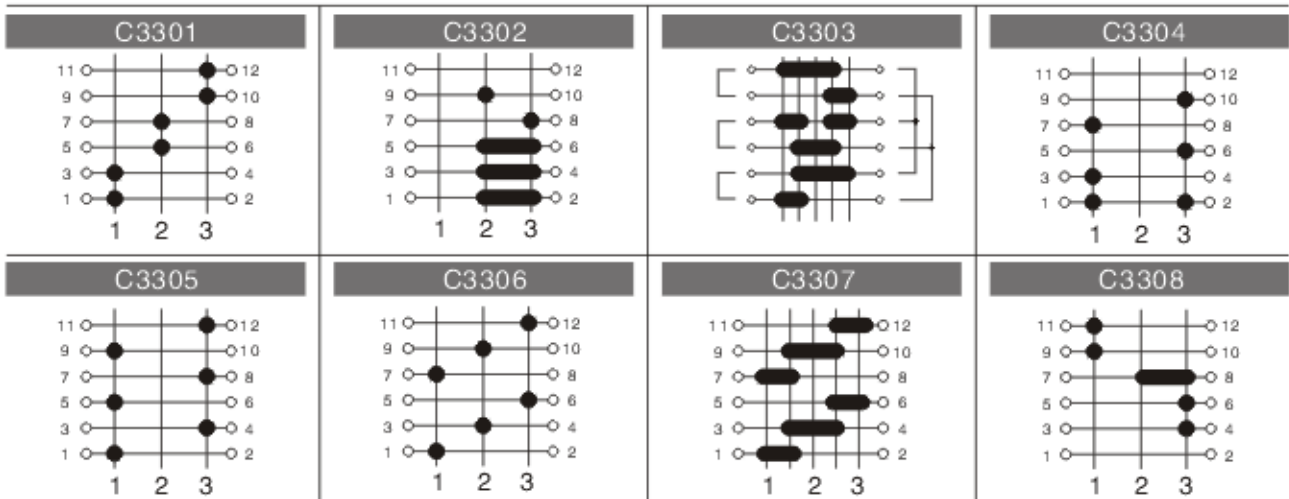 C3301 C3302 C3303 C3304
11 12 11 12 11 12
9 10 9 10 9 10
7 8 7 8 7 8
5 6 5 6 5 6
3 4 3 4 3 4
1 2 1 2 1 2
1 2 3 1 2 3 1 2 3
C3305 C3306 C3307 C3308
11 12 11 12 11 12 11 12
9 10 9 10 9 10 9 10
7 8 7 8 7 8 7 8
5 6 5 6 5 6 5 6
3 4 3 4 3 4 3 4
1 2 1 2 1 2 1 2
1 2 3 1 2 3 1 2 3 1 2 3